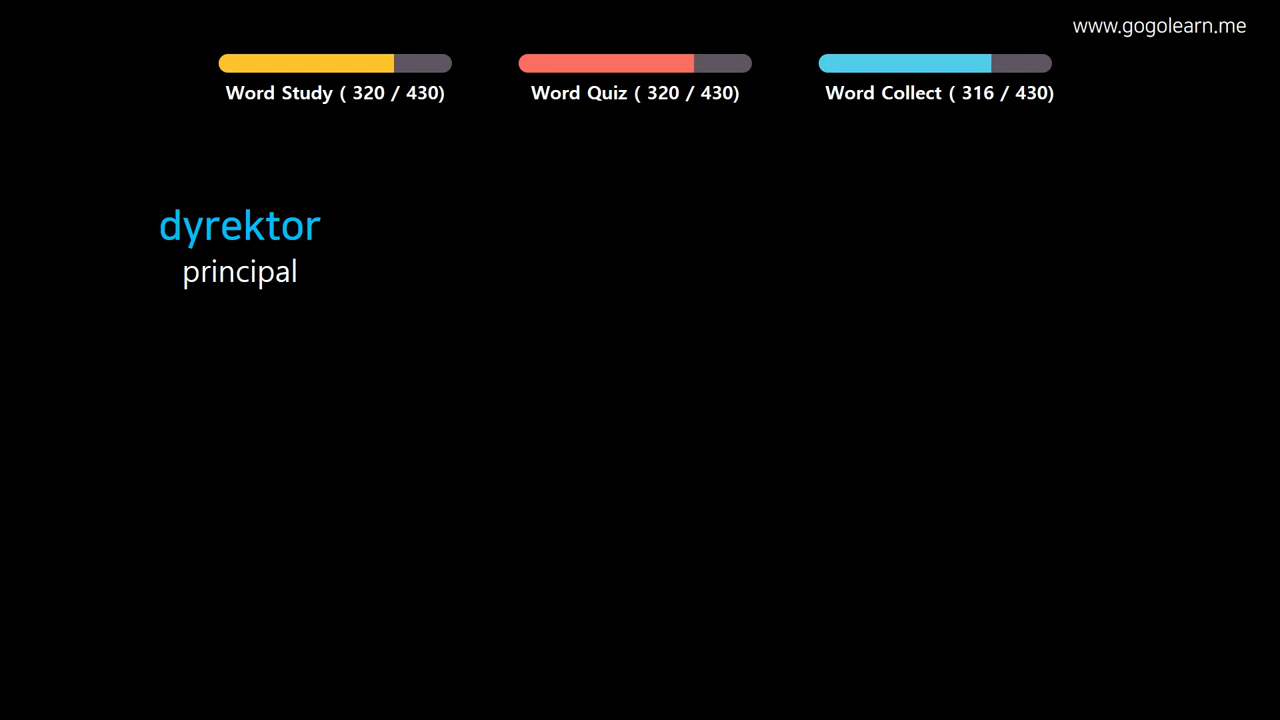 www.gogolearn.me
Word Study ( 320 / 430)
Word Quiz ( 320 / 430)
Word Collect ( 316 / 430)
dyrektor
principal